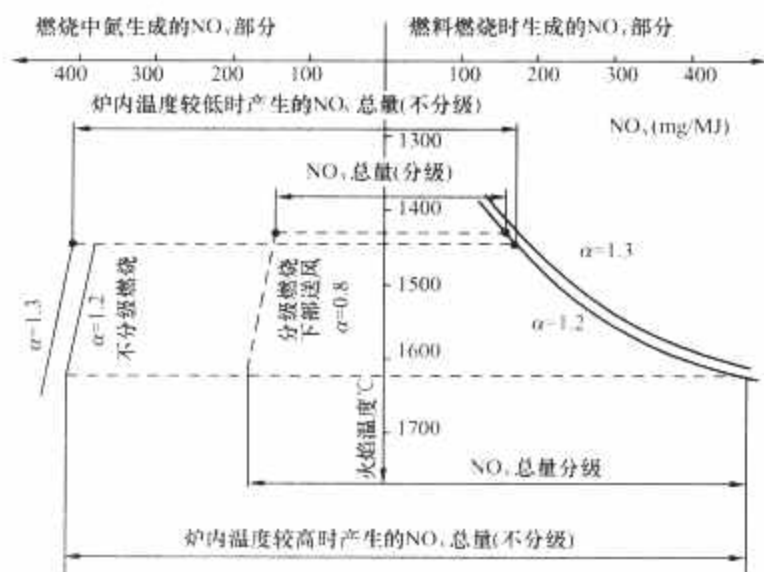 燃烧中氮生成的NOx部分
燃料燃烧时生成的NOx部分
400 300 200 100 100 200 300 400
炉内温度较低时产生的NOx总量(不分级)
NOx(mg/MJ)
1300
NOx总量(分级)
1400
α=1.3
1500
α=1.2
α=1.3
α=1.2
不分级燃烧
分级燃烧
下部送风
α=0.8
1600
火焰温度℃
1700
NOx总量分级
炉内温度较高时产生的NOx总量(不分级)